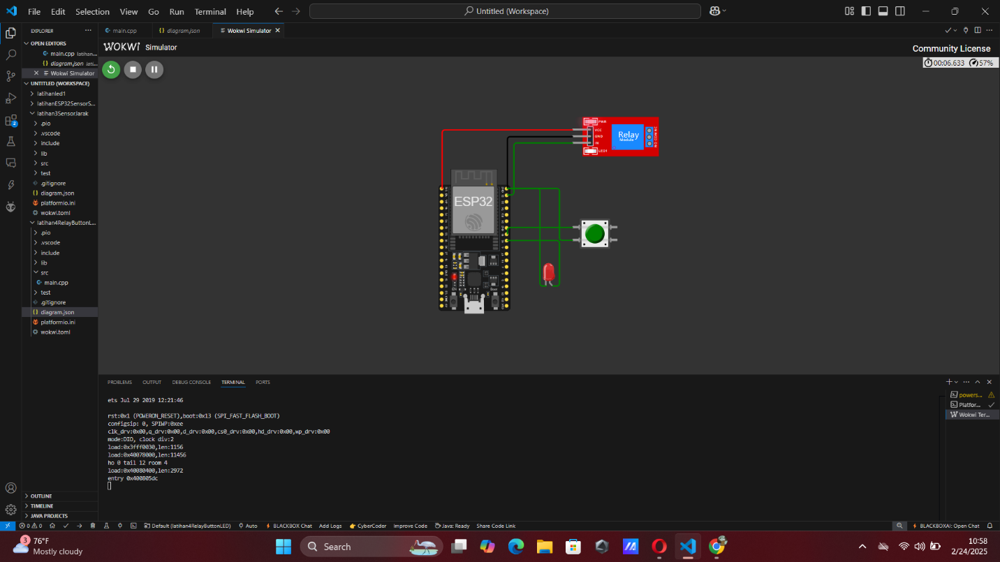 File Edit Selection View Go Run Terminal Help
Untitled (Workspace)
EXPLORER
main.cpp
diagram.json
Wokwi Simulator
OPEN EDITORS
main.cpp latihan...
diagram.json lati...
Wokwi Simulator
UNTITLED (WORKSPACE)
latihanled1
latihanESP32SensorS...
latihan3SensorJarak
.pio
.vscode
include
lib
src
test
.gitignore
diagram.json
platformio.ini
wokwi.toml
latihan4RelayButtonL...
.pio
.vscode
include
lib
src
main.cpp
test
.gitignore
diagram.json
platformio.ini
wokwi.toml
OUTLINE
TIMELINE
JAVA PROJECTS
2
WOKWI Simulator
Community License
00:06.633 57%
PWR
VCC
GND
IN
LED1
Relay
Module
NO COM NC
ESP32
EN
Boot
PROBLEMS OUTPUT DEBUG CONSOLE TERMINAL PORTS
ets Jul 29 2019 12:21:46
rst:0x1 (POWERON_RESET),boot:0x13 (SPI_FAST_FLASH_BOOT)
configsip: 0, SPIWP:0xee
clk_drv:0x00,q_drv:0x00,d_drv:0x00,cs0_drv:0x00,hd_drv:0x00,wp_drv:0x00
mode:DIO, clock div:2
load:0x3fff0030,len:1156
load:0x40078000,len:11456
ho 0 tail 12 room 4
load:0x40080400,len:2972
entry 0x400805dc
powers...
Platfor...
Wokwi Ter...
0 0 Default (latihan4RelayButtonLED) Auto BLACKBOX Chat Add Logs CyberCoder Improve Code Java: Ready Share Code Link BLACKBOXAI: Open Chat
3
76°F
Mostly cloudy
Search
10:58
2/24/2025